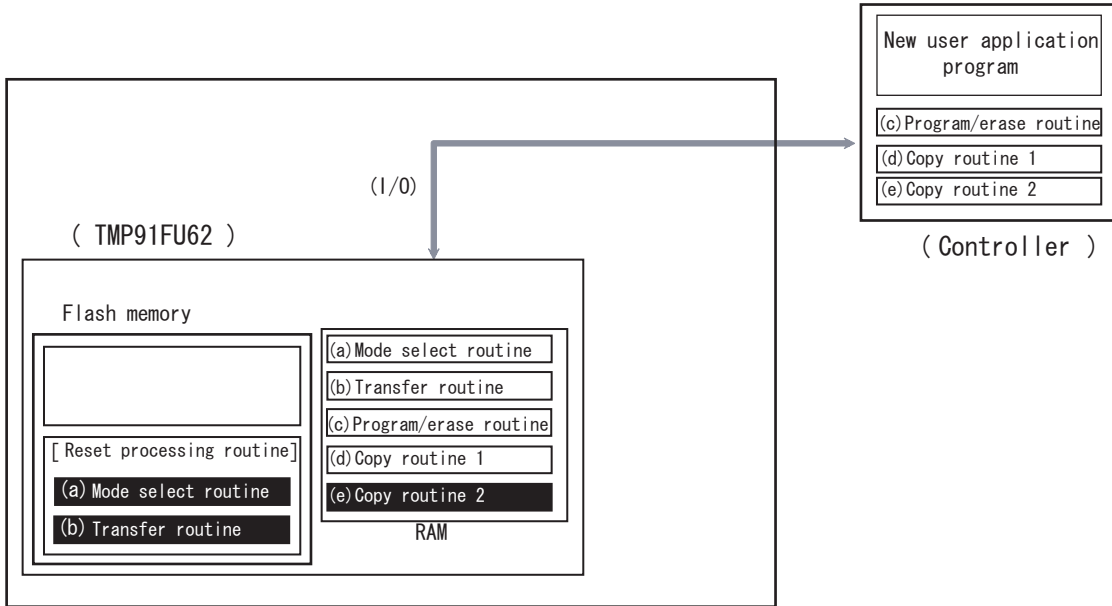 New user application
program
(c)Program/erase routine
(d)Copy routine 1
(e)Copy routine 2
( Controller )
(I/O)
( TMP91FU62 )
Flash memory
[ Reset processing routine]
(a) Mode select routine
(b) Transfer routine
(a)Mode select routine
(b)Transfer routine
(c)Program/erase routine
(d)Copy routine 1
(e)Copy routine 2
RAM